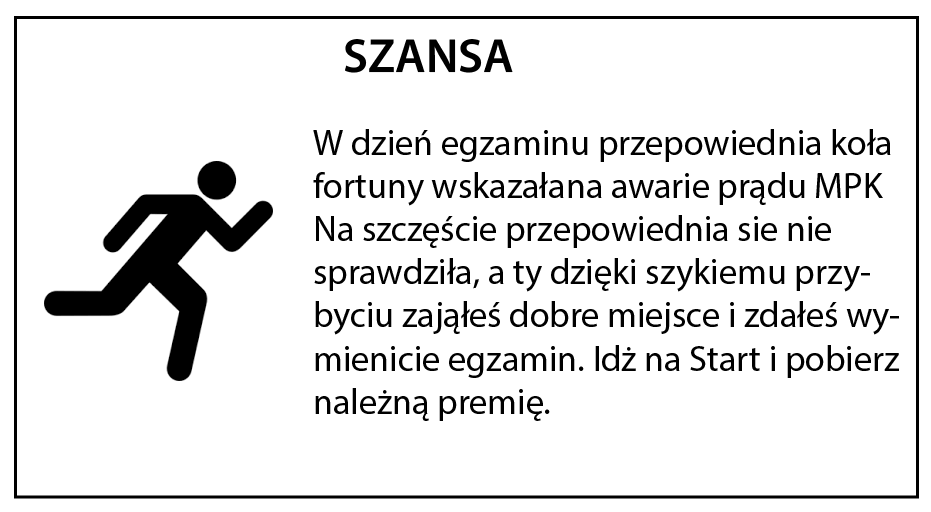 SZANSA
W dzień egzaminu przepowiednia koła
fortuny wskazałana awarie prądu MPK
Na szczęście przepowiednia sie nie
sprawdziła, a ty dzięki szykiemu przy-
byciu zająłeś dobre miejsce i zdałeś wy-
mienicie egzamin. Idż na Start i pobierz
należną premię.